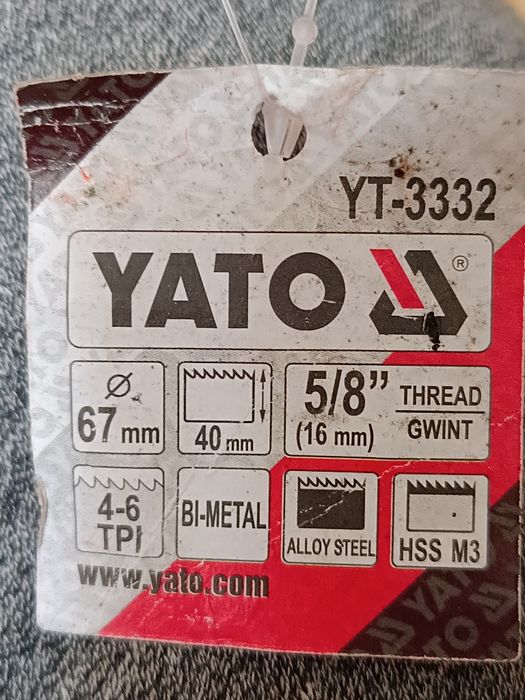 YT-3332
YATO ®
⌀
67 mm
40 mm
5/8”
(16 mm)
THREAD
GWINT
4-6
TPI
BI-METAL
ALLOY STEEL
HSS M3
www.yato.com
YATO